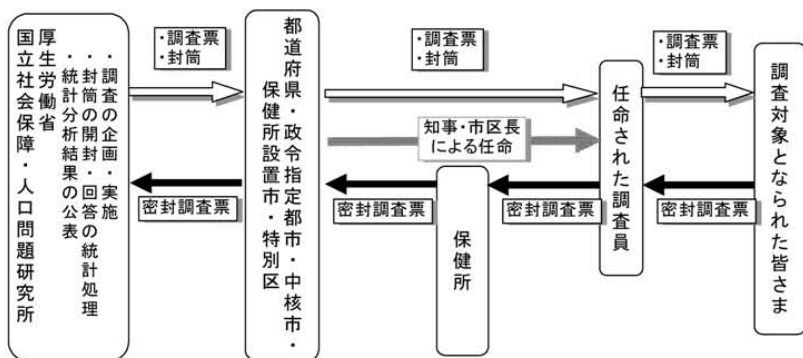 厚生労働省
国立社会保障・人口問題研究所
・調査の企画・実施
・封筒の開封・回答の統計処理
・統計分析結果の公表
・調査票
・封筒
密封調査票
都道府県・政令指定都市・中核市・
保健所設置市・特別区
・調査票
・封筒
知事・市区長
による任命
密封調査票
保健所
密封調査票
任命された調査員
・調査票
・封筒
密封調査票
調査対象となられた皆さま